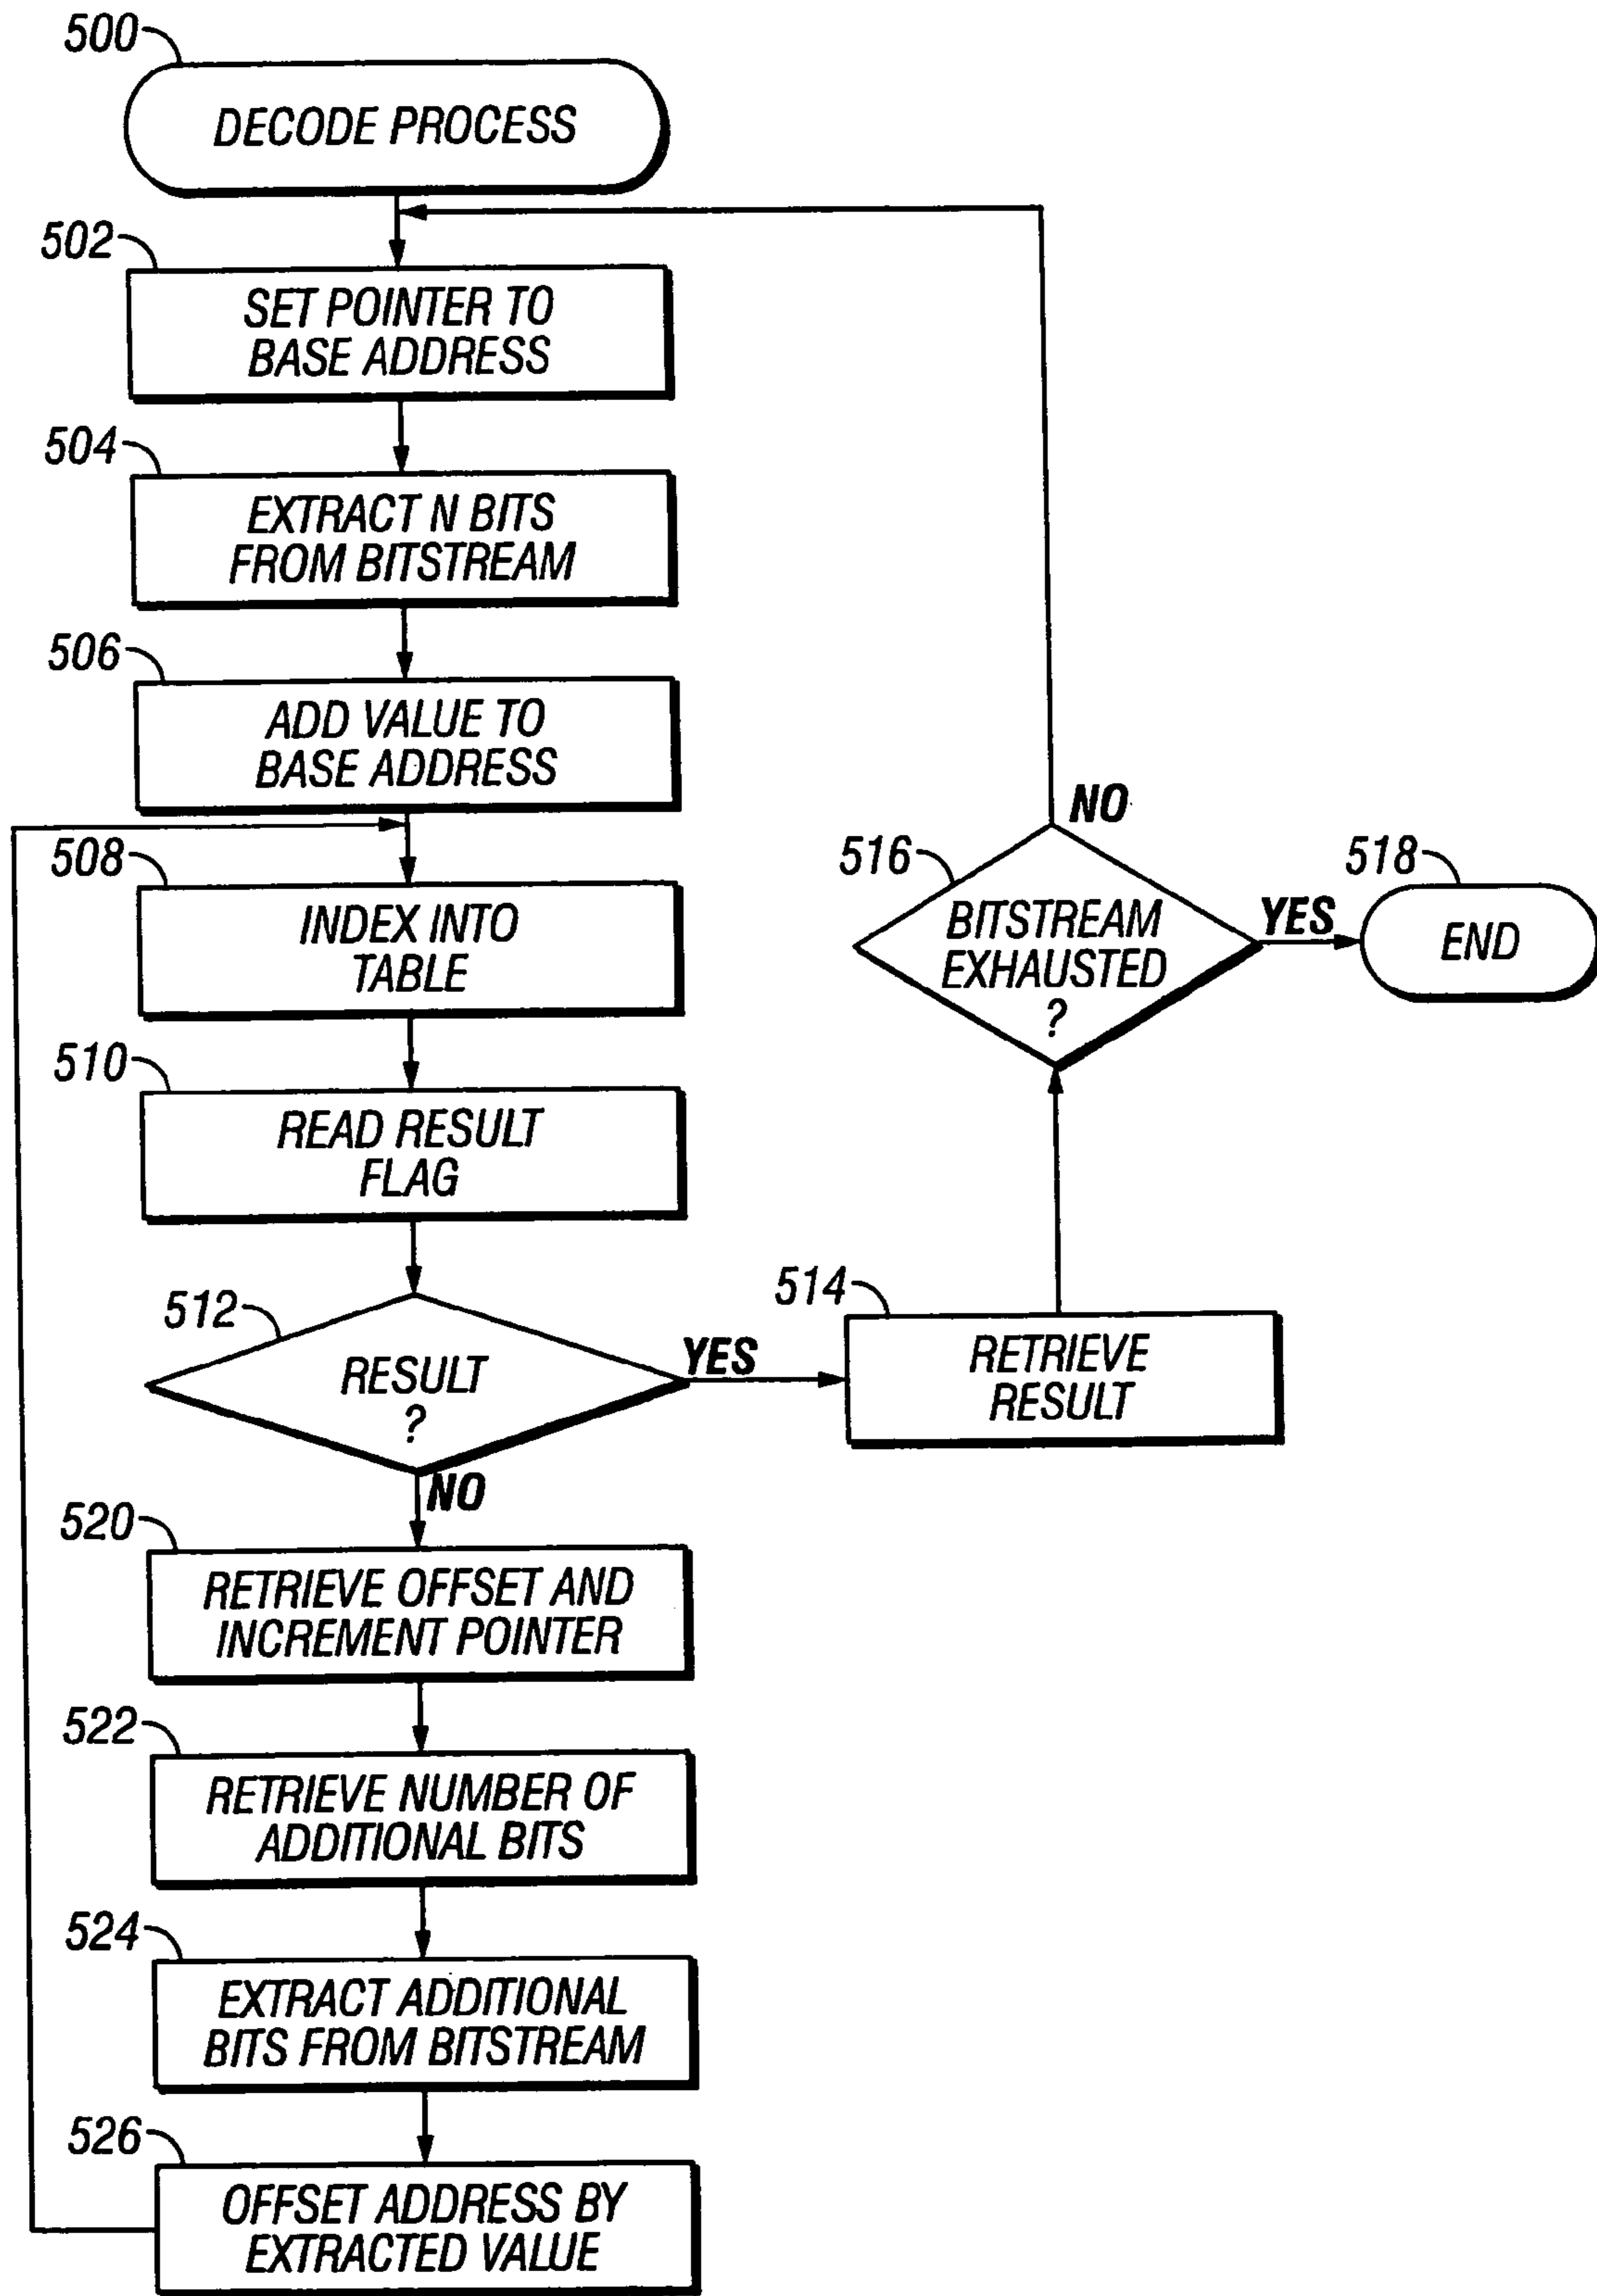 500
DECODE PROCESS
502
SET POINTER TO
BASE ADDRESS
504
EXTRACT N BITS
FROM BITSTREAM
506
ADD VALUE TO
BASE ADDRESS
508
INDEX INTO
TABLE
510
READ RESULT
FLAG
512
RESULT
?
YES
NO
514
RETRIEVE
RESULT
516
BITSTREAM
EXHAUSTED
?
NO
YES
518
END
520
RETRIEVE OFFSET AND
INCREMENT POINTER
522
RETRIEVE NUMBER OF
ADDITIONAL BITS
524
EXTRACT ADDITIONAL
BITS FROM BITSTREAM
526
OFFSET ADDRESS BY
EXTRACTED VALUE